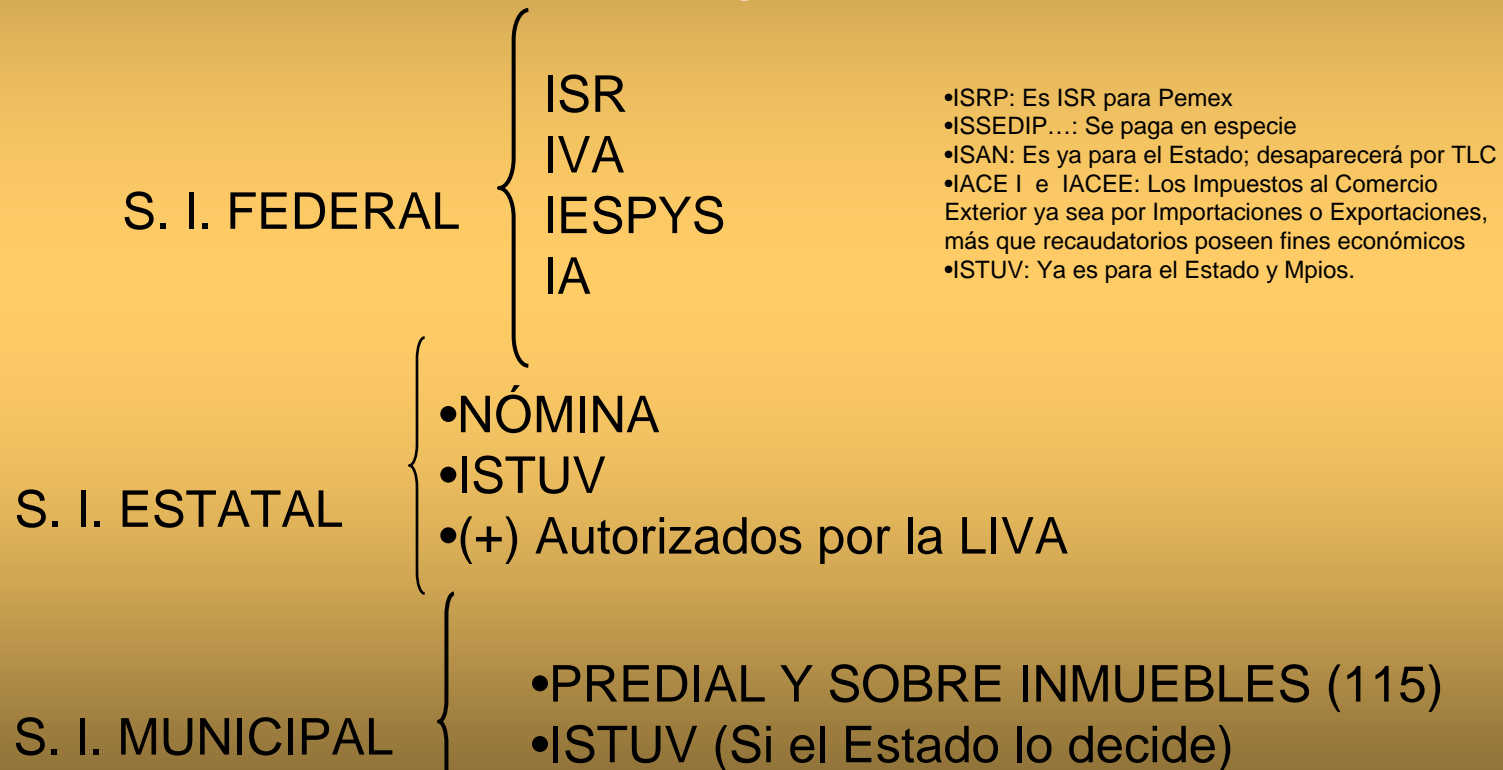 S. I. FEDERAL
ISR
IVA
IESPYS
IA
•ISRP: Es ISR para Pemex
•ISSEDIP…: Se paga en especie
•ISAN: Es ya para el Estado; desaparecerá por TLC
•IACE I e IACEE: Los Impuestos al Comercio
Exterior ya sea por Importaciones o Exportaciones,
más que recaudatorios poseen fines económicos
•ISTUV: Ya es para el Estado y Mpios.
S. I. ESTATAL
•NÓMINA
•ISTUV
•(+) Autorizados por la LIVA
S. I. MUNICIPAL
•PREDIAL Y SOBRE INMUEBLES (115)
•ISTUV (Si el Estado lo decide)